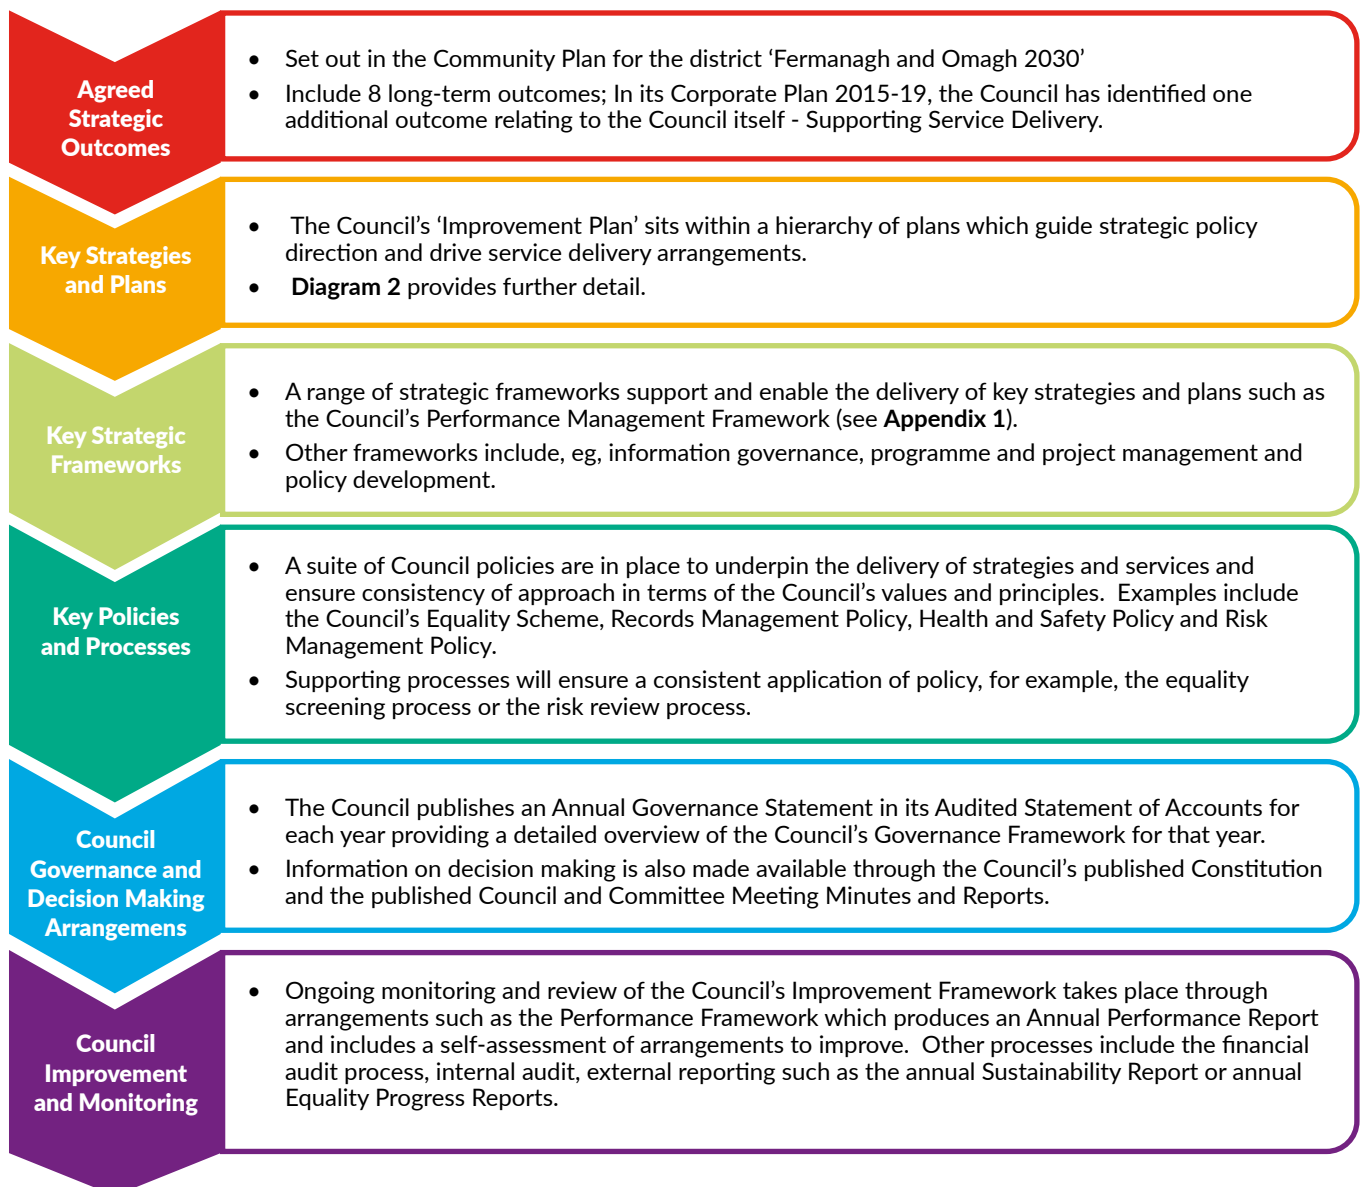 Agreed
Strategic
Outcomes
• Set out in the Community Plan for the district ‘Fermanagh and Omagh 2030’
• Include 8 long-term outcomes; In its Corporate Plan 2015-19, the Council has identified one
additional outcome relating to the Council itself - Supporting Service Delivery.
Key Strategies
and Plans
• The Council’s ‘Improvement Plan’ sits within a hierarchy of plans which guide strategic policy
direction and drive service delivery arrangements.
• Diagram 2 provides further detail.
Key Strategic
Frameworks
• A range of strategic frameworks support and enable the delivery of key strategies and plans such as
the Council’s Performance Management Framework (see Appendix 1).
• Other frameworks include, eg, information governance, programme and project management and
policy development.
Key Policies
and Processes
• A suite of Council policies are in place to underpin the delivery of strategies and services and
ensure consistency of approach in terms of the Council’s values and principles.  Examples include
the Council’s Equality Scheme, Records Management Policy, Health and Safety Policy and Risk
Management Policy.
• Supporting processes will ensure a consistent application of policy, for example, the equality
screening process or the risk review process.
Council
Governance and
Decision Making
Arrangemens
• The Council publishes an Annual Governance Statement in its Audited Statement of Accounts for
each year providing a detailed overview of the Council’s Governance Framework for that year.
• Information on decision making is also made available through the Council’s published Constitution
and the published Council and Committee Meeting Minutes and Reports.
Council
Improvement
and Monitoring
• Ongoing monitoring and review of the Council’s Improvement Framework takes place through
arrangements such as the Performance Framework which produces an Annual Performance Report
and includes a self-assessment of arrangements to improve.  Other processes include the financial
audit process, internal audit, external reporting such as the annual Sustainability Report or annual
Equality Progress Reports.